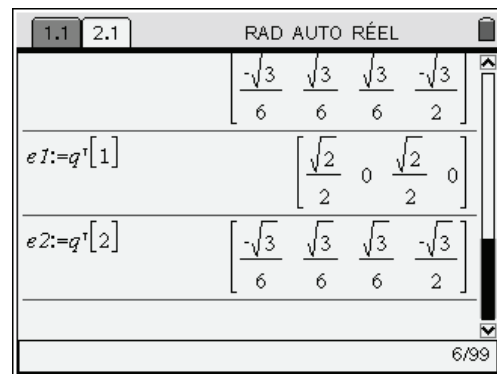 1.1 2.1 RAD AUTO RÉEL
-√3/6 √3/6 √3/6 -√3/2
e1:=qᵀ[1] [√2/2 0 √2/2 0]
e2:=qᵀ[2] [-√3/6 √3/6 √3/6 -√3/2]
6/99